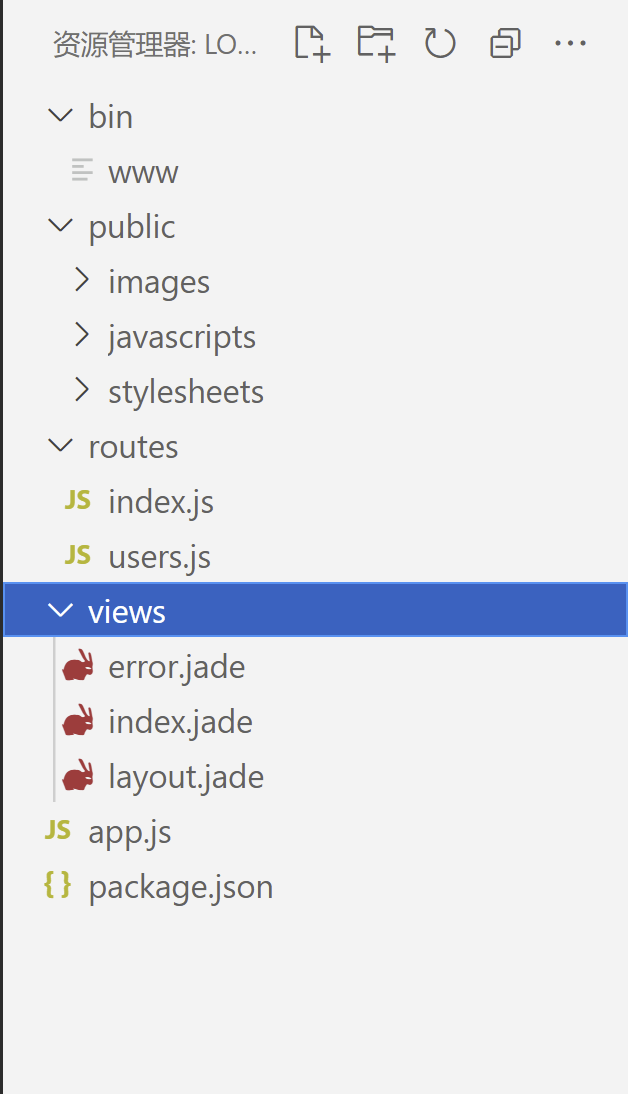 资源管理器: LO...
bin
www
public
images
javascripts
stylesheets
routes
JS index.js
JS users.js
views
error.jade
index.jade
layout.jade
JS app.js
{ } package.json